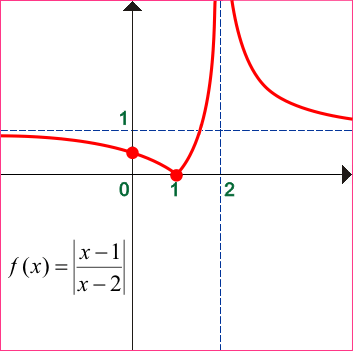 1
0 1 2
f(x) = |x − 1 / x − 2|